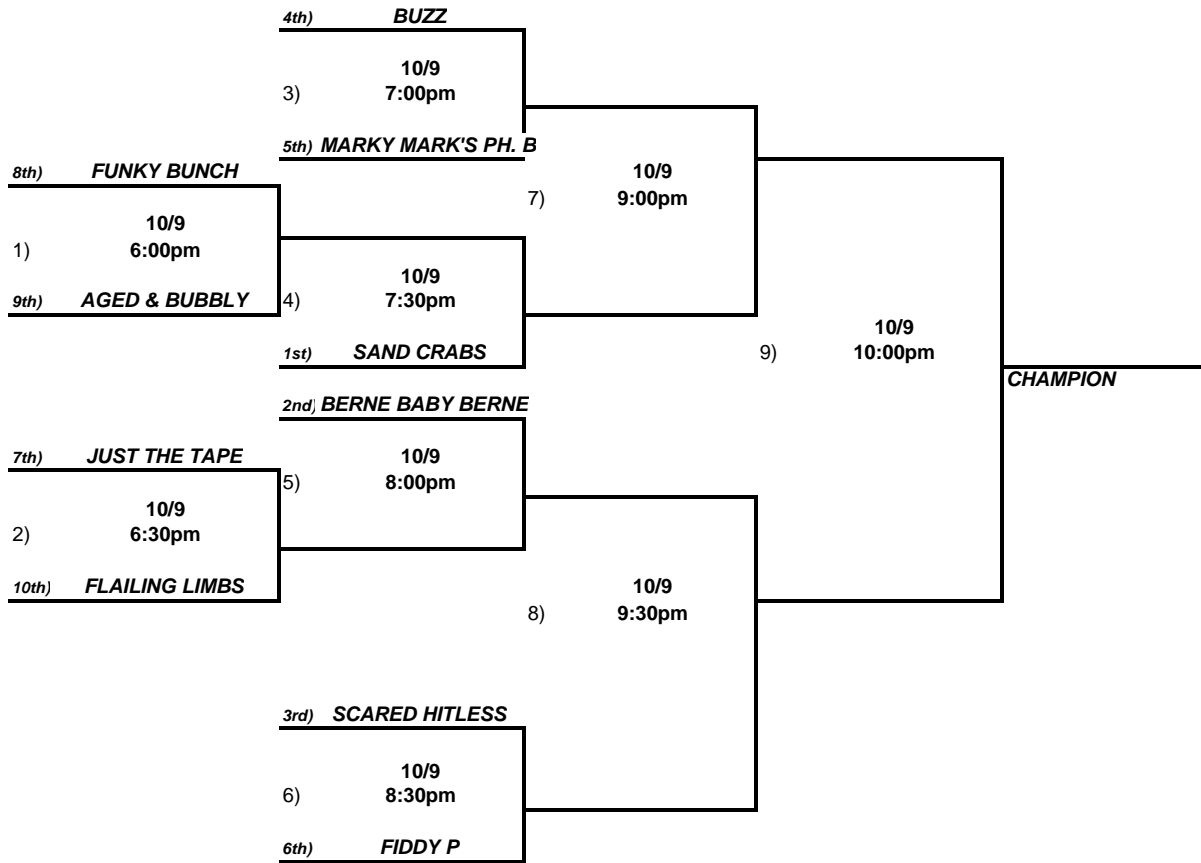 4th) BUZZ
10/9
3) 7:00pm
5th) MARKY MARK'S PH. B
8th) FUNKY BUNCH
10/9
7) 9:00pm
10/9
1) 6:00pm
10/9
4) 7:30pm
9th) AGED & BUBBLY
10/9
9) 10:00pm
1st) SAND CRABS
CHAMPION
2nd) BERNE BABY BERNE
7th) JUST THE TAPE
10/9
5) 8:00pm
10/9
2) 6:30pm
10th) FLAILING LIMBS
10/9
8) 9:30pm
3rd) SCARED HITLESS
10/9
6) 8:30pm
6th) FIDDY P